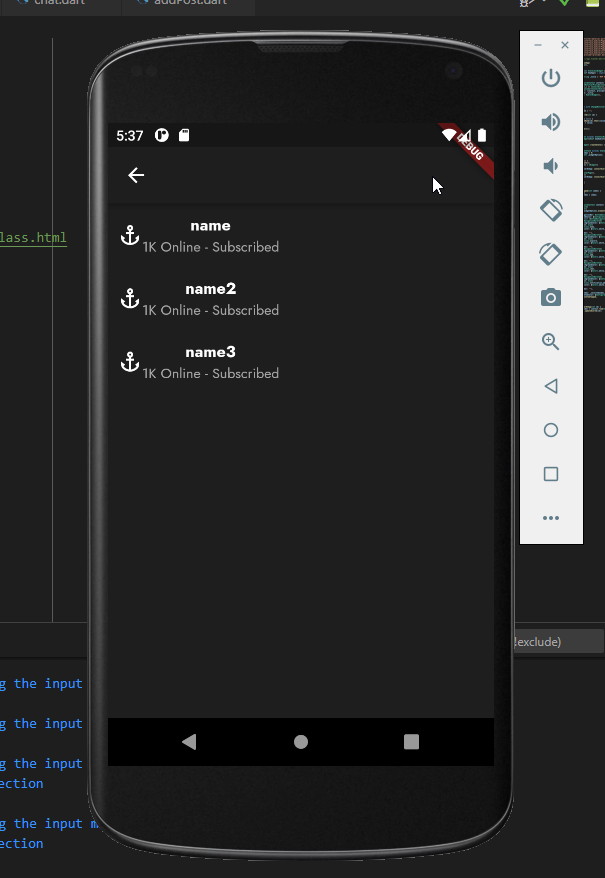 chat.dart
addPost.dart
5:37
DEBUG
name
1K Online - Subscribed
lass.html
name2
1K Online - Subscribed
name3
1K Online - Subscribed
!exclude)
g the input
g the input
g the input
ection
g the input m
ection